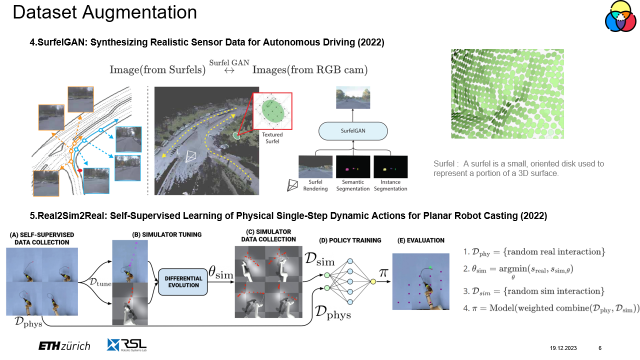 Dataset Augmentation
4.SurfelGAN: Synthesizing Realistic Sensor Data for Autonomous Driving (2022)
Image(from Surfels) Surfel GAN ↔ Images(from RGB cam)
Textured
Surfel
SurfelGAN
Surfel
Rendering
Semantic
Segmentation
Instance
Segmentation
Surfel : A surfel is a small, oriented disk used to
represent a portion of a 3D surface.
5.Real2Sim2Real: Self-Supervised Learning of Physical Single-Step Dynamic Actions for Planar Robot Casting (2022)
(A) SELF-SUPERVISED
DATA COLLECTION
(B) SIMULATOR TUNING
(C) SIMULATOR
DATA COLLECTION
(D) POLICY TRAINING
(E) EVALUATION
𝒟tune
DIFFERENTIAL
EVOLUTION
θsim
𝒟sim
π
𝒟phys
𝒟phys
1. 𝒟phy = {random real interaction}
2. θsim = argmin θ (sreal, ssim,θ)
3. 𝒟sim = {random sim interaction}
4. π = Model(weighted combine(𝒟phy, 𝒟sim))
ETH zürich
RSL
19.12.2023
6